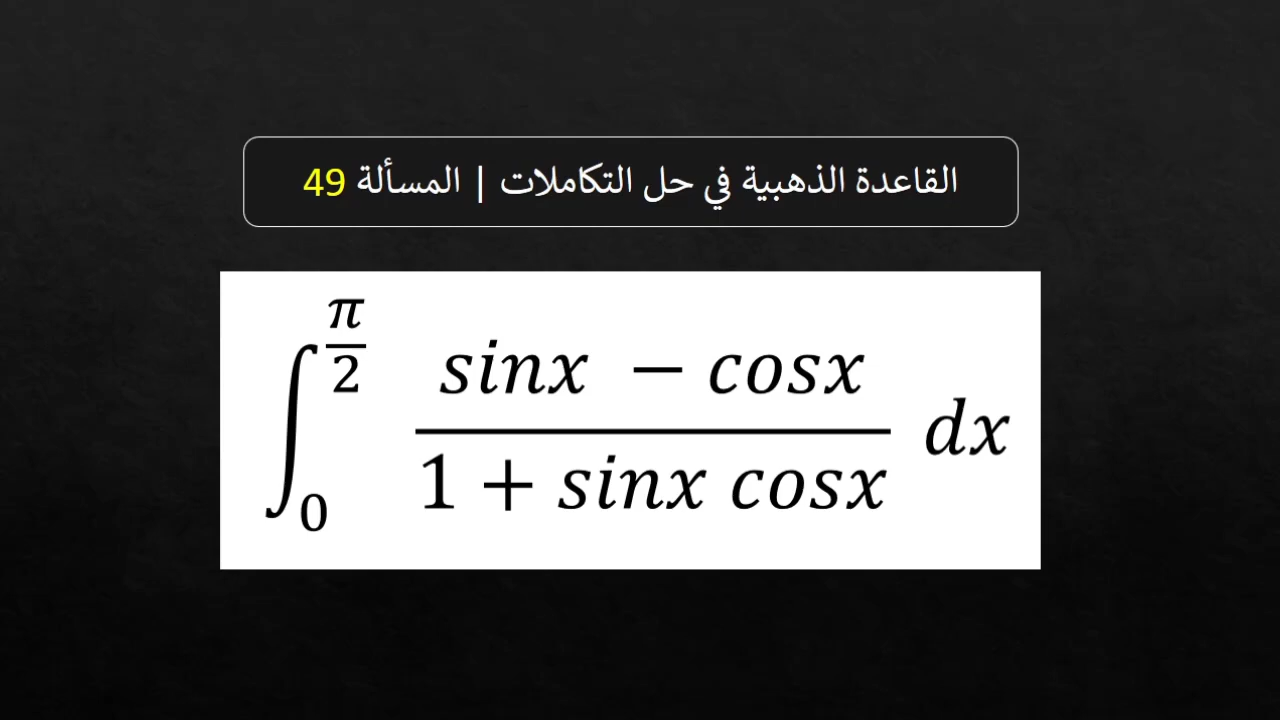 القاعدة الذهبية في حل التكاملات | المسألة 49
∫₀^(π/2) (sinx − cosx)/(1 + sinx cosx) dx